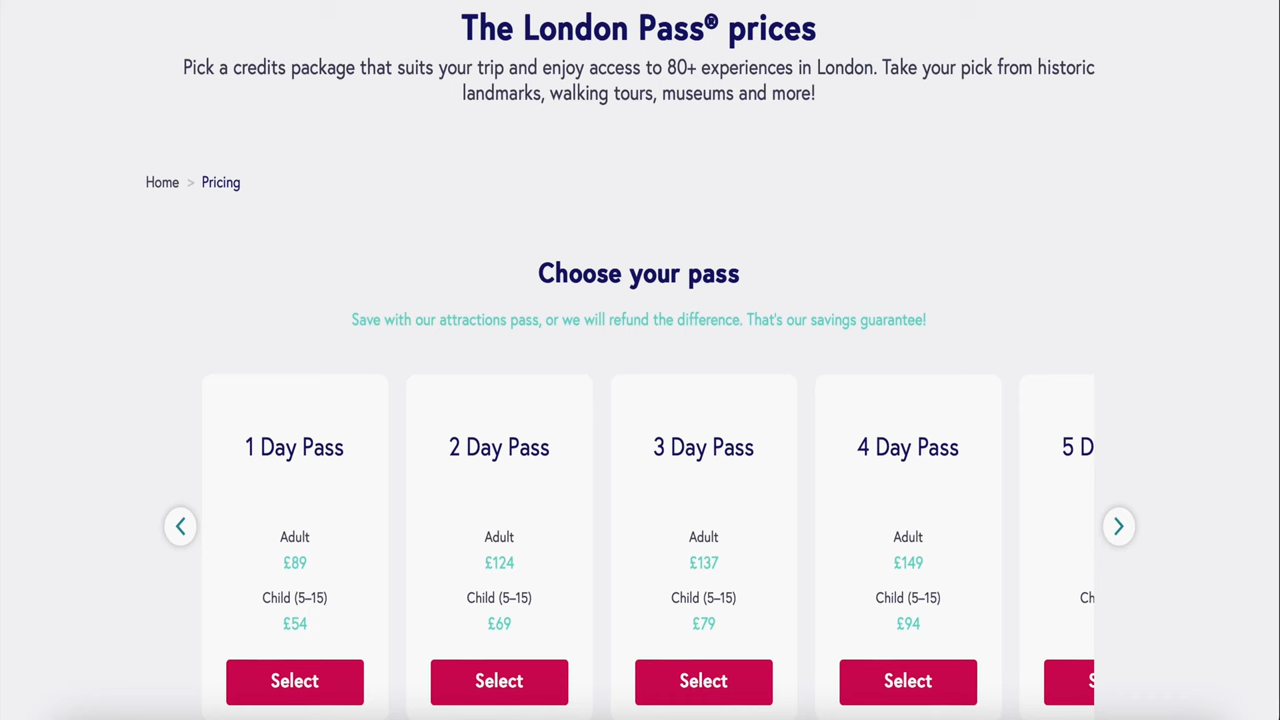 The London Pass® prices
Pick a credits package that suits your trip and enjoy access to 80+ experiences in London. Take your pick from historic
landmarks, walking tours, museums and more!
Home > Pricing
Choose your pass
Save with our attractions pass, or we will refund the difference. That's our savings guarantee!
1 Day Pass
Adult
£89
Child (5–15)
£54
Select
2 Day Pass
Adult
£124
Child (5–15)
£69
Select
3 Day Pass
Adult
£137
Child (5–15)
£79
Select
4 Day Pass
Adult
£149
Child (5–15)
£94
Select
5 D
Ch
S